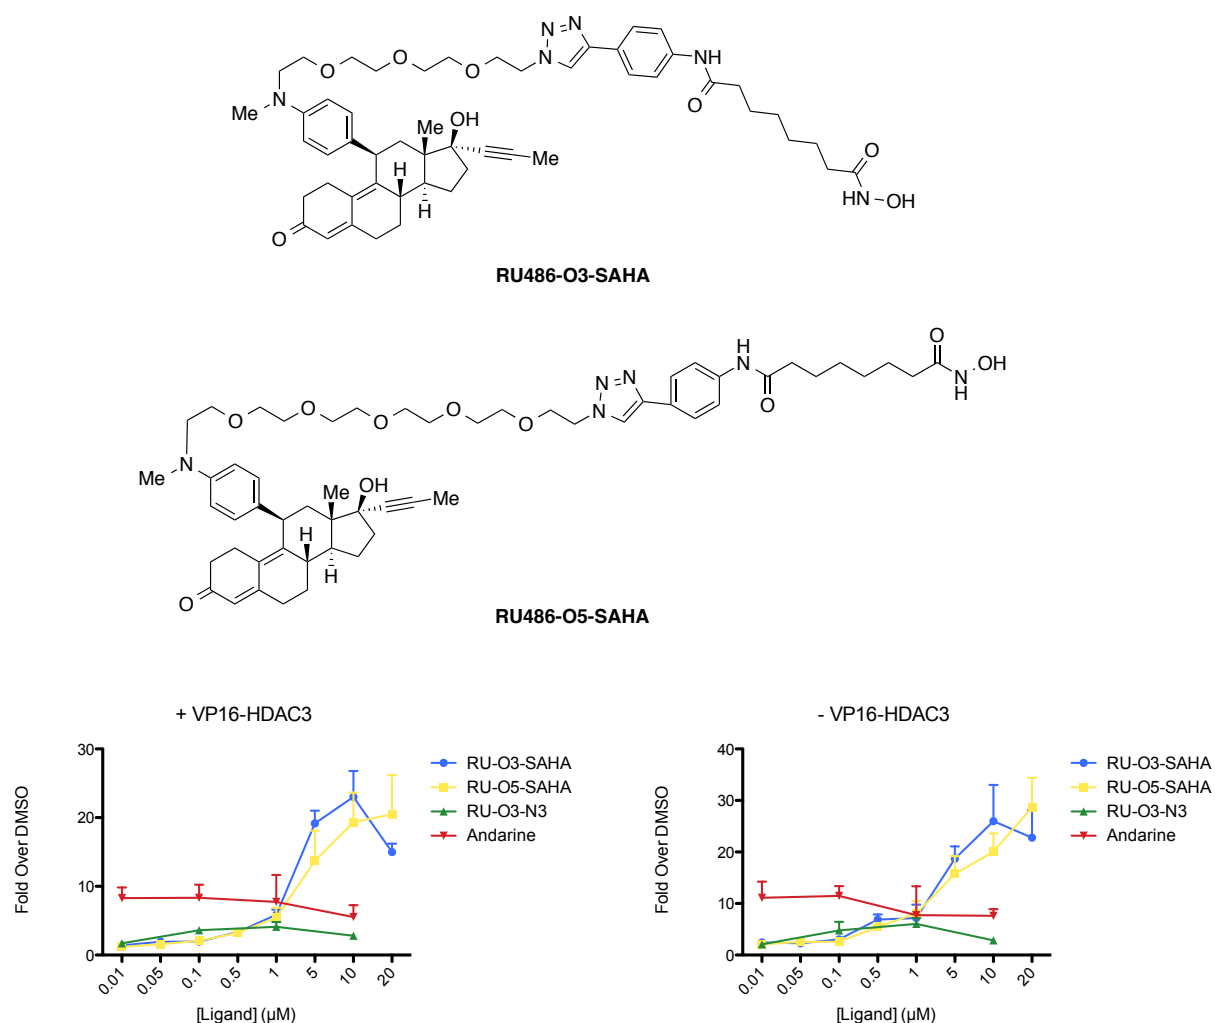 N=N
N
O
O
O
N
Me
NH
O
OH
Me
Me
H
H
O
O
HN
OH
RU486-O3-SAHA
H
N
O
OH
N
H
O
N=N
N
O
O
O
O
O
N
Me
Me
OH
Me
H
H
O
RU486-O5-SAHA
+ VP16-HDAC3
30
20
10
0
Fold Over DMSO
0.01
0.05
0.1
0.5
1
5
10
20
[Ligand] (µM)
RU-O3-SAHA
RU-O5-SAHA
RU-O3-N3
Andarine
- VP16-HDAC3
40
30
20
10
0
Fold Over DMSO
0.01
0.05
0.1
0.5
1
5
10
20
[Ligand] (µM)
RU-O3-SAHA
RU-O5-SAHA
RU-O3-N3
Andarine